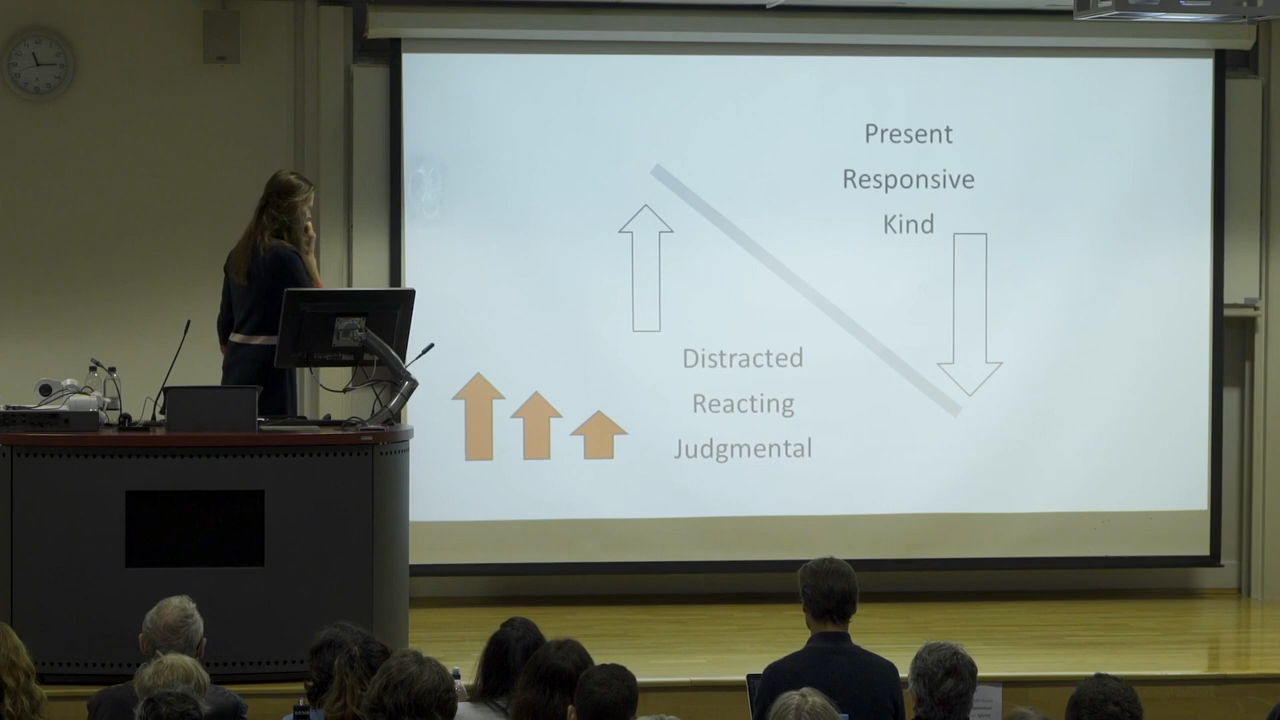 Present
Responsive
Kind
Distracted
Reacting
Judgmental